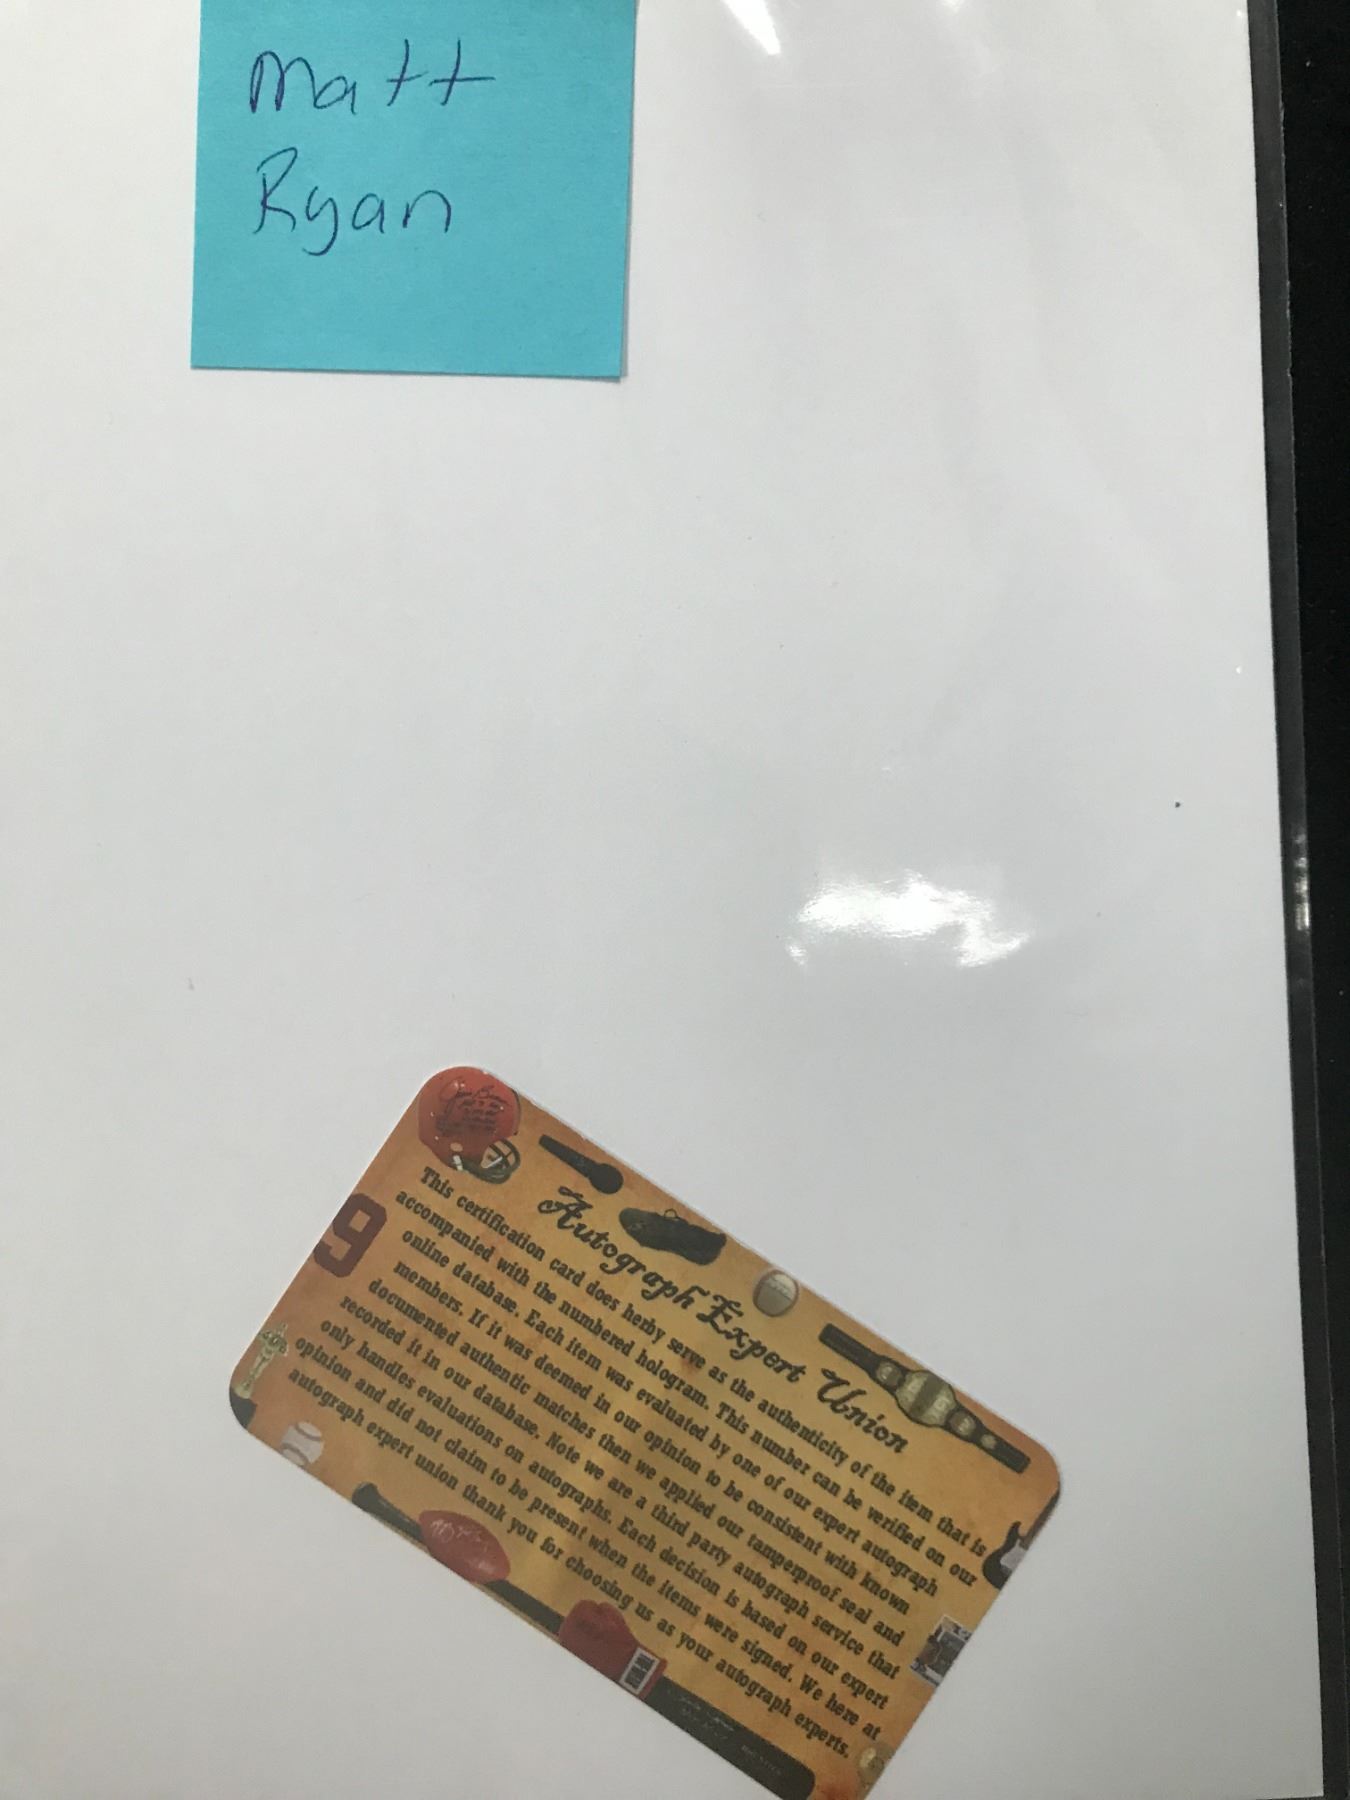 Matt
Ryan
Autograph Expert Union
This certification card does herby serve as the authenticity of the item that is
accompanied with the numbered hologram. This number can be verified on our
online database. Each item was evaluated by one of our expert autograph
members. If it was deemed in our opinion to be consistent with known
documented authentic matches then we applied our tamperproof seal and
recorded it in our database. Note we are a third party autograph service that
only handles evaluations on autographs. Each decision is based on our expert
opinion and did not claim to be present when the items were signed. We here at
autograph expert union thank you for choosing us as your autograph experts.
9